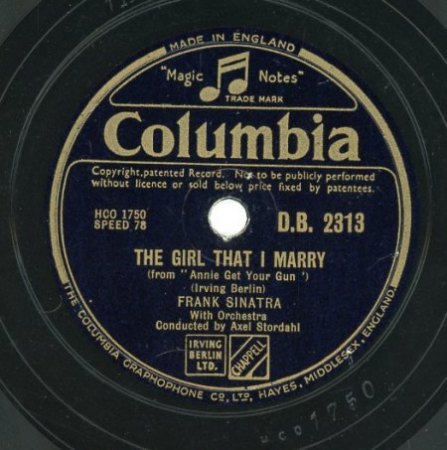 MADE IN ENGLAND
"Magic Notes"
TRADE MARK
Columbia
Copyright, patented Record. Not to be publicly performed
without licence or sold below price fixed by patentees.
HCO 1750
SPEED 78
D.B. 2313
THE GIRL THAT I MARRY
(from "Annie Get Your Gun')
(Irving Berlin)
FRANK SINATRA
With Orchestra
Conducted by Axel Stordahl
IRVING
BERLIN
LTD.
CHAPPELL
THE COLUMBIA GRAPHOPHONE CO., LTD., HAYES, MIDDLESEX, ENGLAND.
HCO 1750